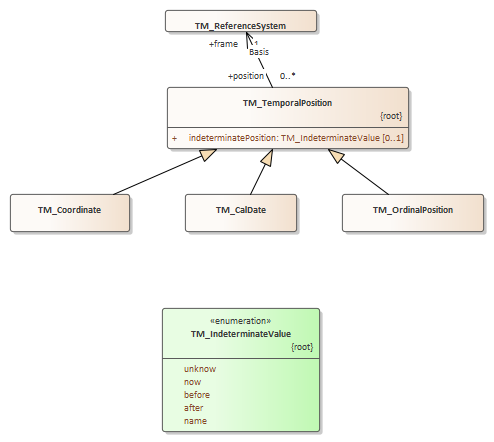 TM_ReferenceSystem
+frame 1
Basis
+position 0..*
TM_TemporalPosition
{root}
+ indeterminatePosition: TM_IndeterminateValue [0..1]
TM_Coordinate
TM_CalDate
TM_OrdinalPosition
«enumeration»
TM_IndeterminateValue
{root}
unknow
now
before
after
name